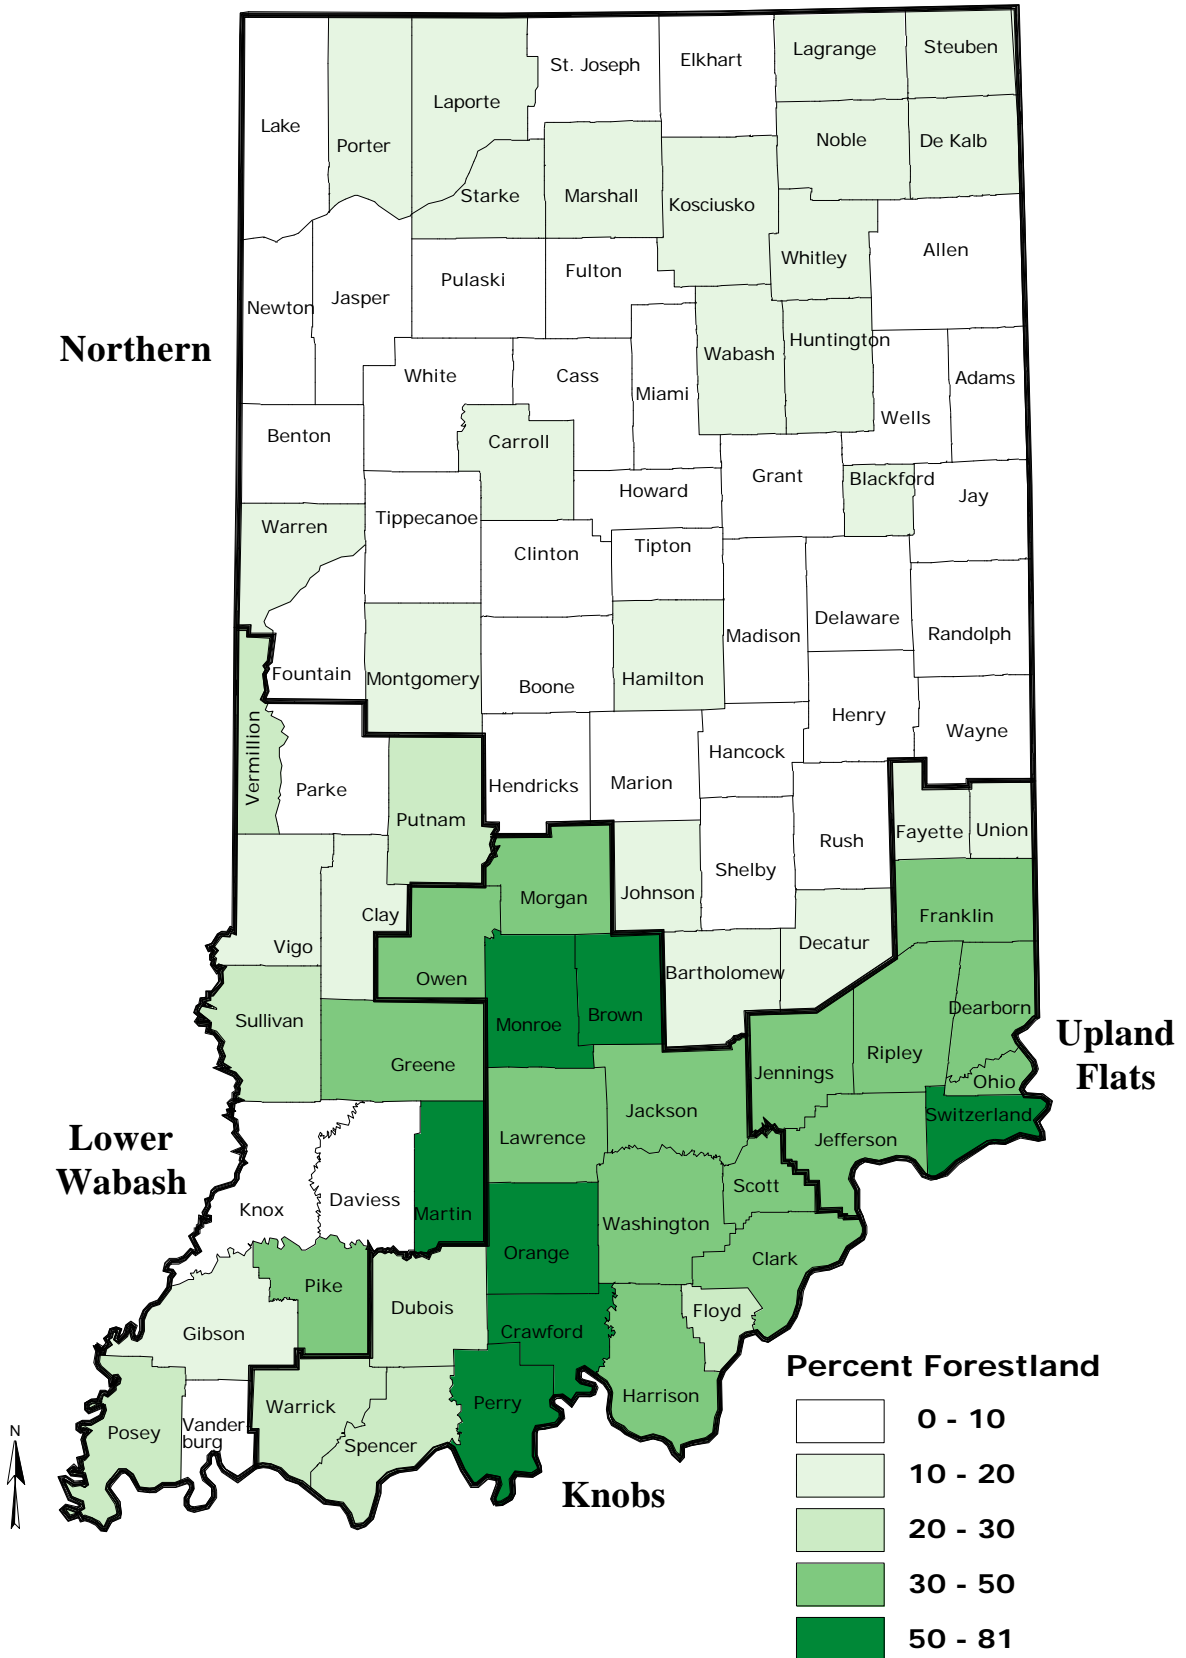 St. Joseph
Elkhart
Lagrange
Steuben
Laporte
Lake
Porter
Noble
De Kalb
Starke
Marshall
Kosciusko
Whitley
Allen
Newton
Jasper
Pulaski
Fulton
Northern
White
Cass
Miami
Wabash
Huntington
Adams
Wells
Benton
Carroll
Grant
Blackford
Jay
Howard
Warren
Tippecanoe
Clinton
Tipton
Delaware
Madison
Randolph
Fountain
Montgomery
Boone
Hamilton
Henry
Wayne
Hancock
Vermillion
Parke
Hendricks
Marion
Putnam
Rush
Fayette
Union
Shelby
Johnson
Morgan
Clay
Franklin
Vigo
Decatur
Owen
Bartholomew
Sullivan
Monroe
Brown
Dearborn
Upland
Flats
Greene
Jennings
Ripley
Ohio
Jackson
Switzerland
Lawrence
Jefferson
Lower
Wabash
Knox
Daviess
Martin
Scott
Washington
Orange
Clark
Pike
Dubois
Floyd
Gibson
Crawford
Harrison
Perry
Warrick
Posey
Vander
burg
Spencer
Knobs
N
Percent Forestland
0 - 10
10 - 20
20 - 30
30 - 50
50 - 81